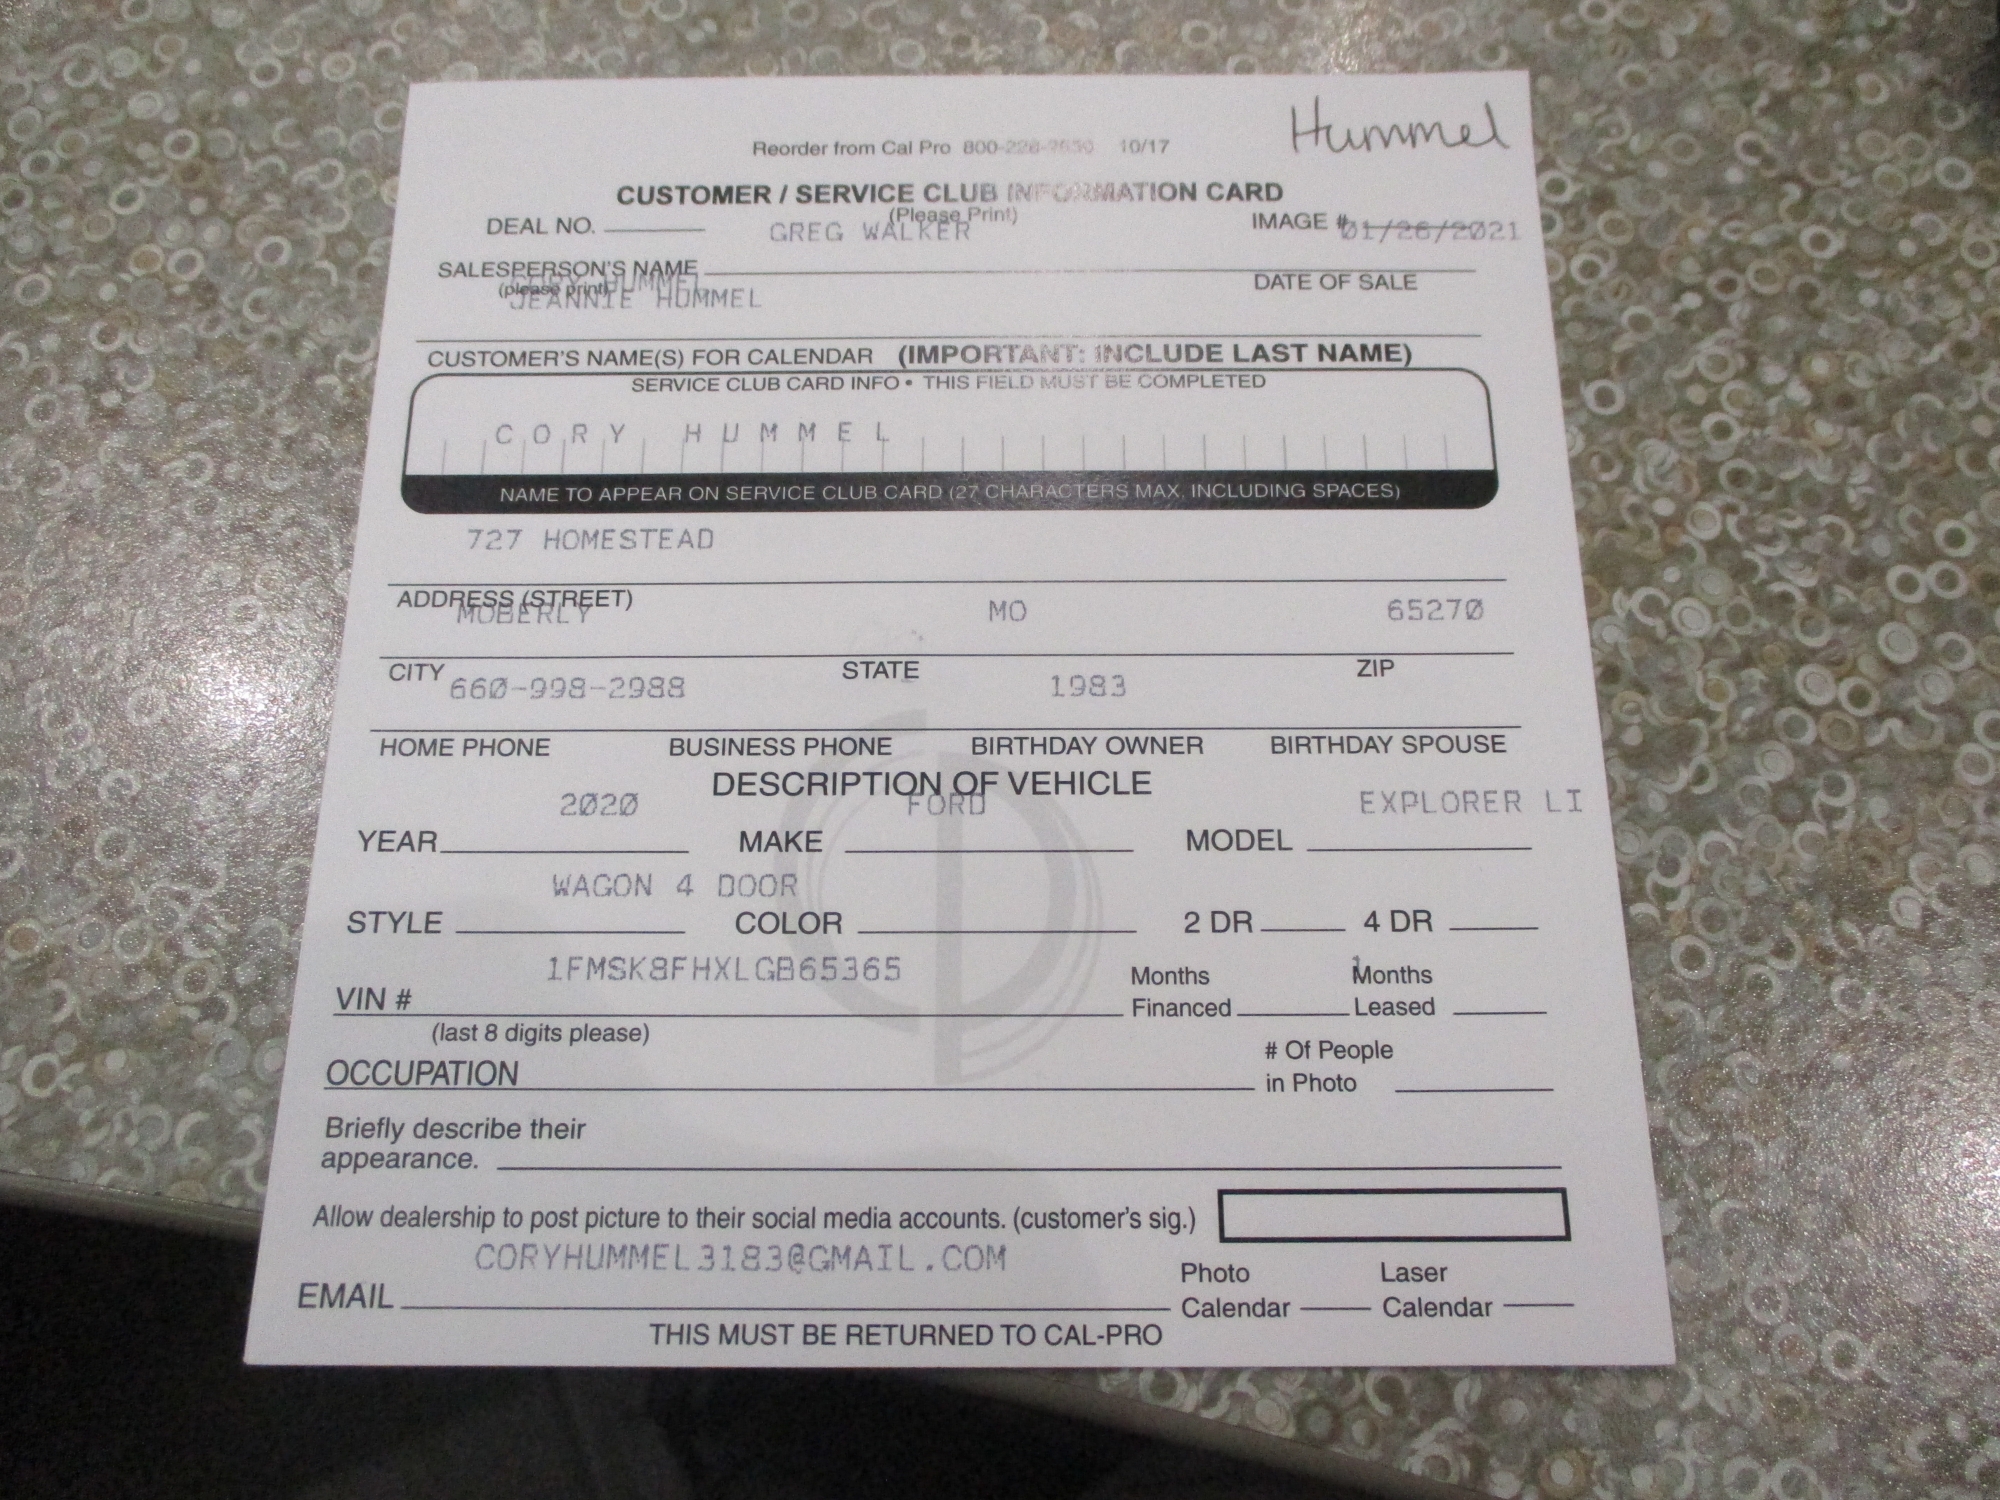 Hummel
Reorder from Cal Pro 800-228- 10/17
CUSTOMER / SERVICE CLUB INFORMATION CARD
(Please Print)
DEAL NO. GREG WALKER IMAGE # 01/26/2021
SALESPERSON'S NAME DATE OF SALE
(please print) CORY HUMMEL
JEANNIE HUMMEL
CUSTOMER'S NAME(S) FOR CALENDAR (IMPORTANT: INCLUDE LAST NAME)
SERVICE CLUB CARD INFO • THIS FIELD MUST BE COMPLETED
CORY HUMMEL
NAME TO APPEAR ON SERVICE CLUB CARD (27 CHARACTERS MAX. INCLUDING SPACES)
727 HOMESTEAD
ADDRESS (STREET)
MOBERLY MO 65270
CITY STATE ZIP
660-998-2988 1983
HOME PHONE BUSINESS PHONE BIRTHDAY OWNER BIRTHDAY SPOUSE
DESCRIPTION OF VEHICLE
2020 FORD EXPLORER LI
YEAR MAKE MODEL
WAGON 4 DOOR
STYLE COLOR 2 DR 4 DR
1FMSK8FHXLGB65365 Months 1 Months
VIN # Financed Leased
(last 8 digits please)
# Of People
OCCUPATION in Photo
Briefly describe their
appearance.
Allow dealership to post picture to their social media accounts. (customer's sig.)
CORYHUMMEL3183@GMAIL.COM
Photo Laser
EMAIL Calendar Calendar
THIS MUST BE RETURNED TO CAL-PRO